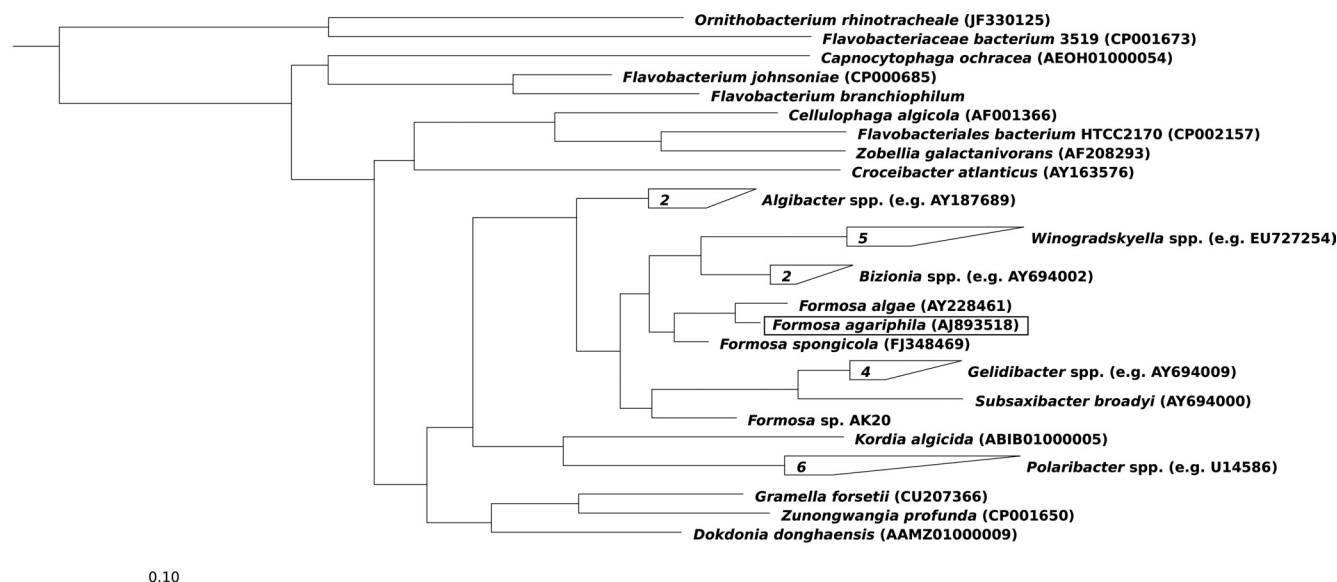 Ornithobacterium rhinotracheale (JF330125)
Flavobacteriaceae bacterium 3519 (CP001673)
Capnocytophaga ochracea (AEOH01000054)
Flavobacterium johnsoniae (CP000685)
Flavobacterium branchiophilum
Cellulophaga algicola (AF001366)
Flavobacteriales bacterium HTCC2170 (CP002157)
Zobellia galactanivorans (AF208293)
Croceibacter atlanticus (AY163576)
2 Algibacter spp. (e.g. AY187689)
5 Winogradskyella spp. (e.g. EU727254)
2 Bizionia spp. (e.g. AY694002)
Formosa algae (AY228461)
Formosa agariphila (AJ893518)
Formosa spongicola (FJ348469)
4 Gelidibacter spp. (e.g. AY694009)
Subsaxibacter broadyi (AY694000)
Formosa sp. AK20
Kordia algicida (ABIB01000005)
6 Polaribacter spp. (e.g. U14586)
Gramella forsetii (CU207366)
Zunongwangia profunda (CP001650)
Dokdonia donghaensis (AAMZ01000009)
0.10